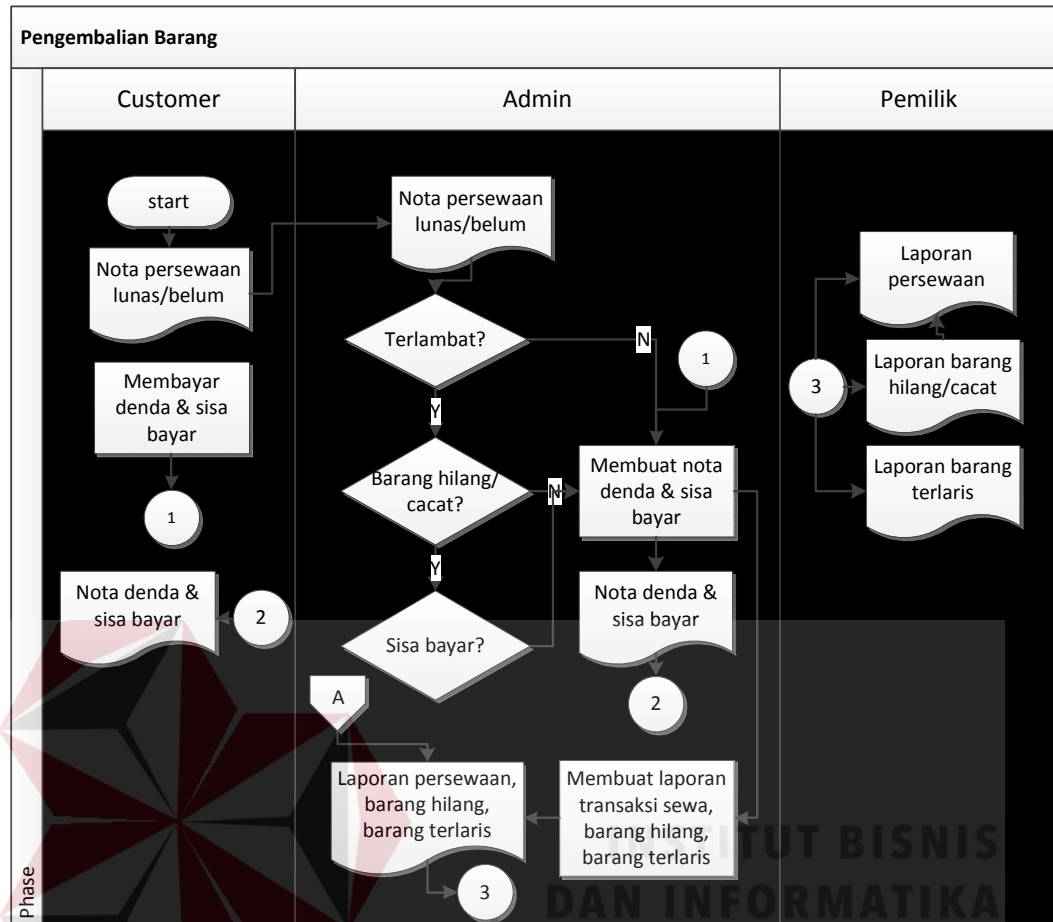 Pengembalian Barang
Customer
Admin
Pemilik
Phase
start
Nota persewaan
lunas/belum
Membayar
denda & sisa
bayar
1
Nota denda &
sisa bayar
2
Nota persewaan
lunas/belum
Terlambat?
N
1
Y
Barang hilang/
cacat?
N
Membuat nota
denda & sisa
bayar
Y
Sisa bayar?
Nota denda &
sisa bayar
2
A
Laporan persewaan,
barang hilang,
barang terlaris
Membuat laporan
transaksi sewa,
barang hilang,
barang terlaris
3
Laporan
persewaan
3
Laporan barang
hilang/cacat
Laporan barang
terlaris
INSTITUT BISNIS
DAN INFORMATIKA